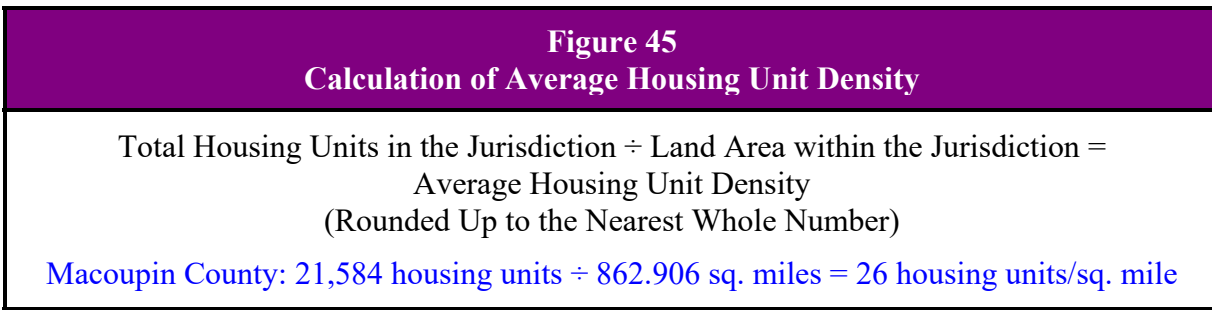 Figure 45
Calculation of Average Housing Unit Density
Total Housing Units in the Jurisdiction ÷ Land Area within the Jurisdiction =
Average Housing Unit Density
(Rounded Up to the Nearest Whole Number)
Macoupin County: 21,584 housing units ÷ 862.906 sq. miles = 26 housing units/sq. mile